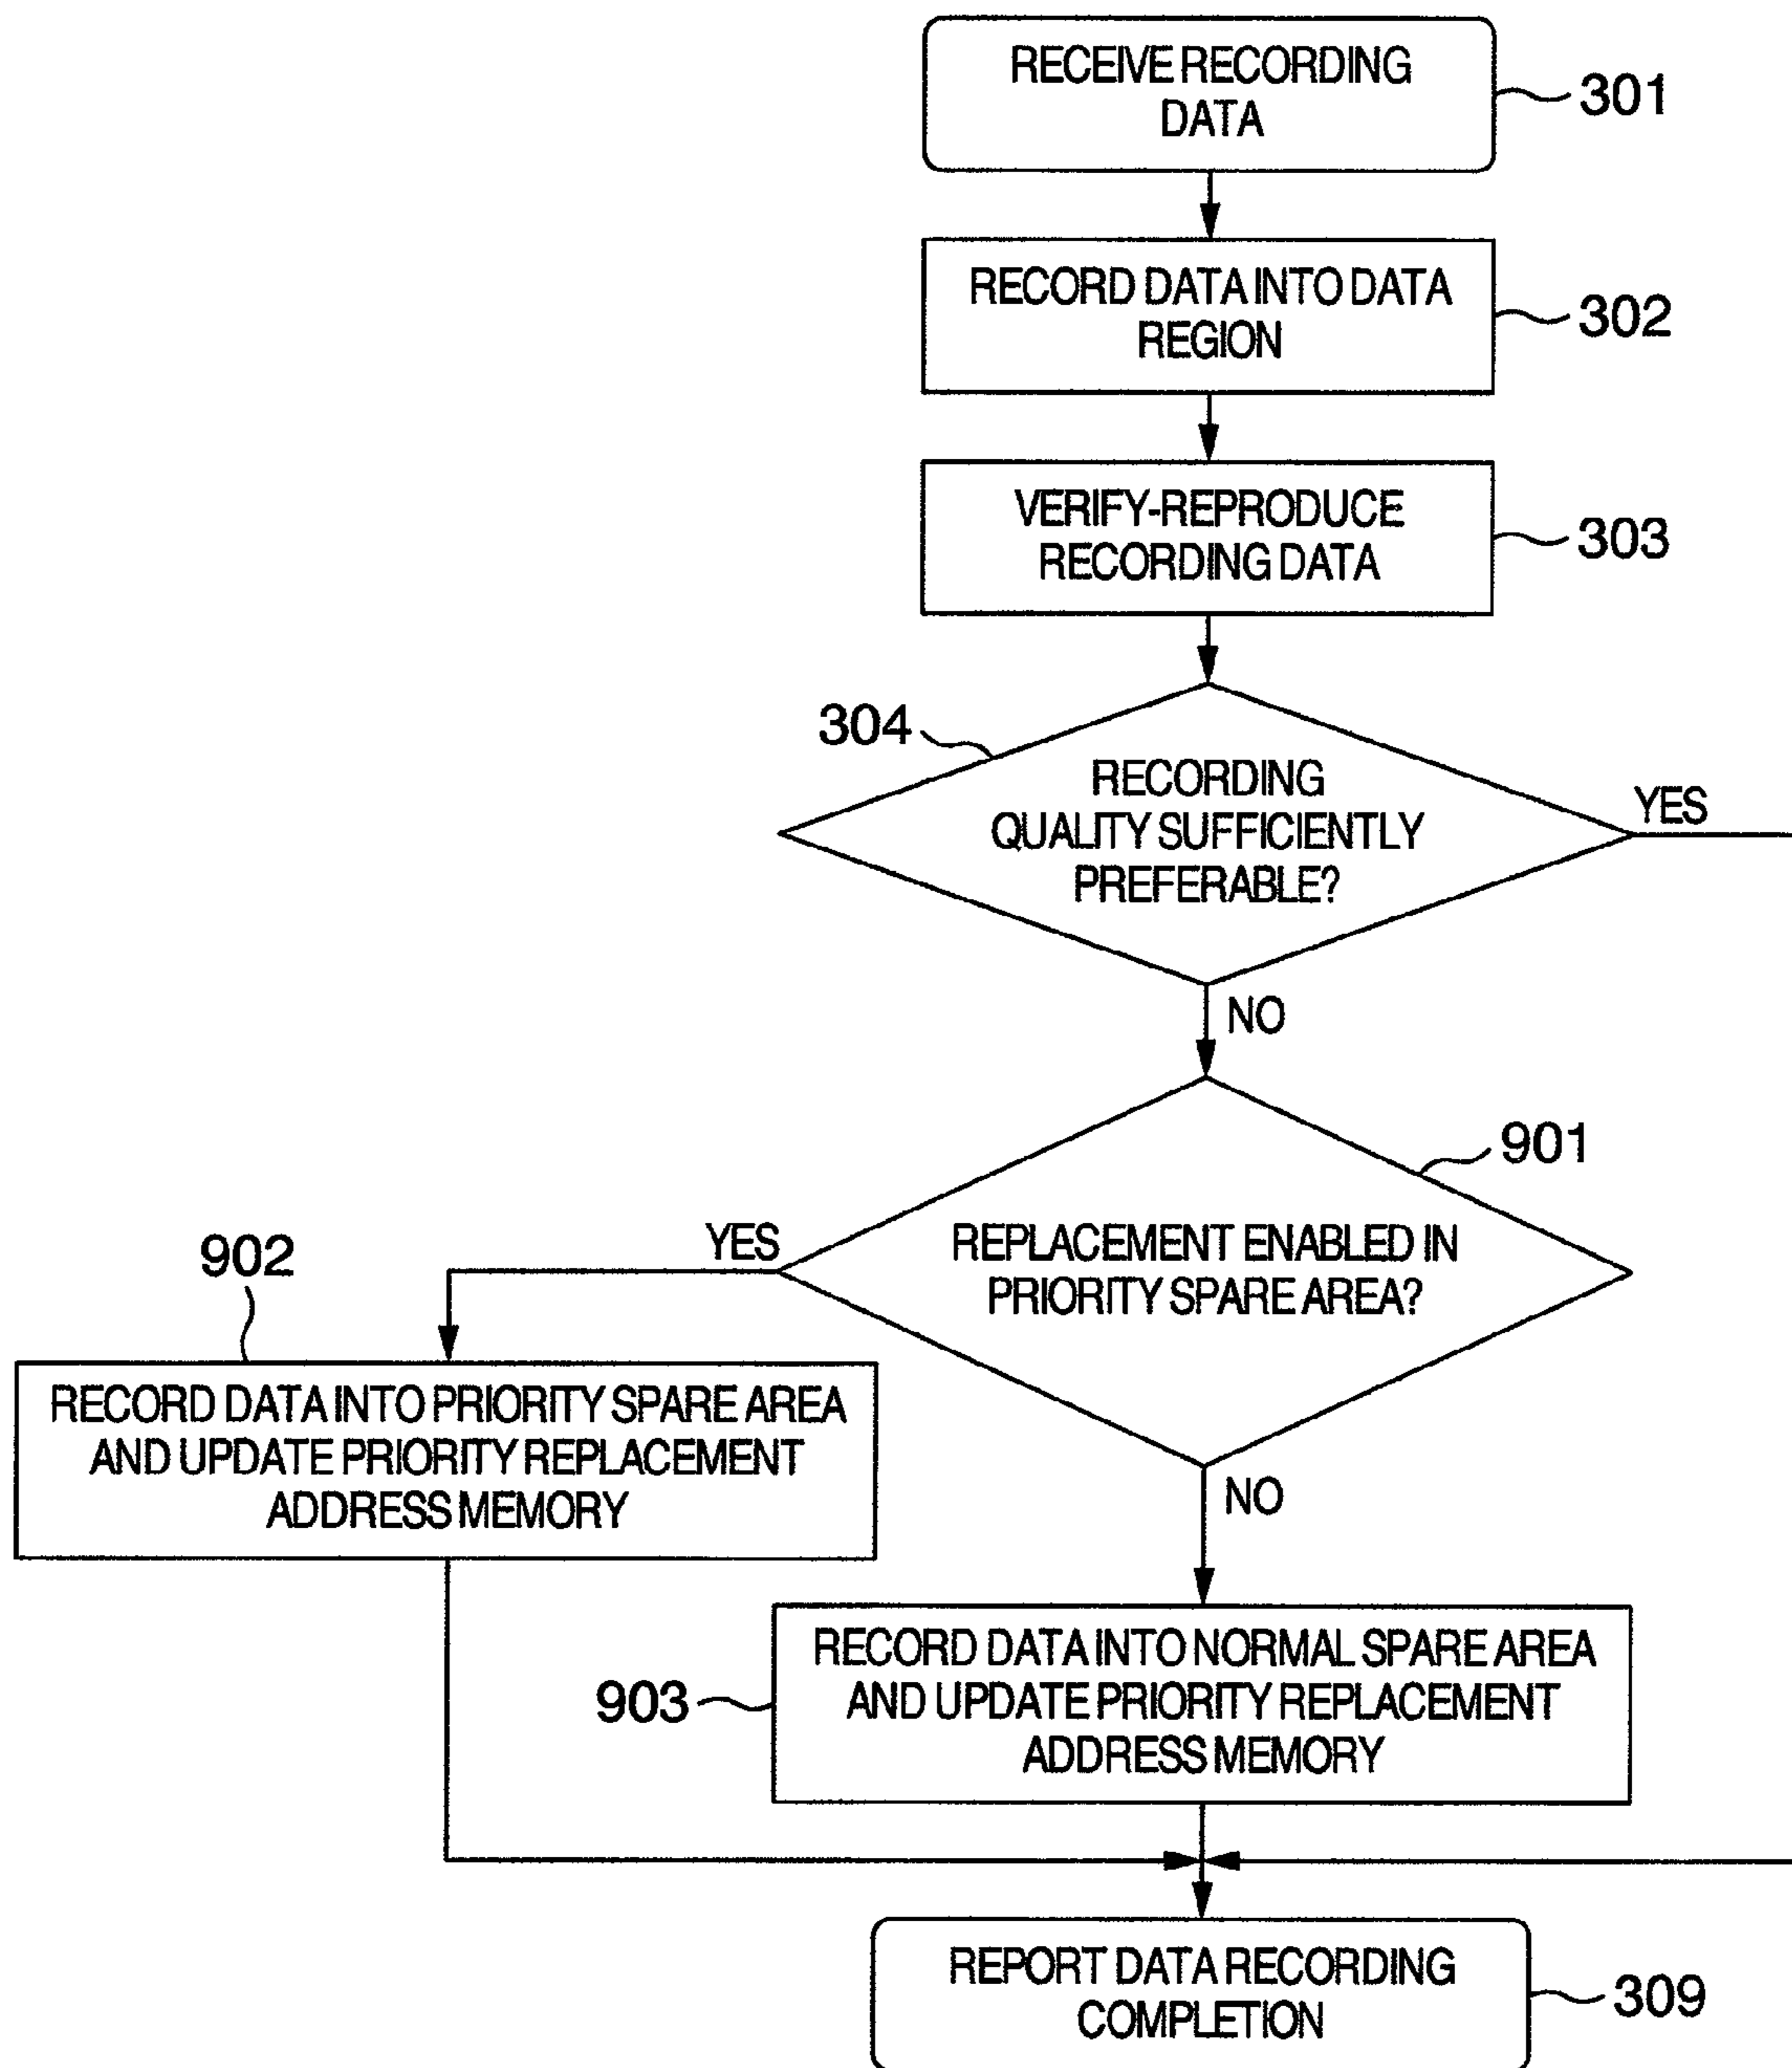 RECEIVE RECORDING
DATA
301
RECORD DATA INTO DATA
REGION
302
VERIFY-REPRODUCE
RECORDING DATA
303
304
RECORDING
QUALITY SUFFICIENTLY
PREFERABLE?
YES
NO
901
REPLACEMENT ENABLED IN
PRIORITY SPARE AREA?
YES
902
RECORD DATA INTO PRIORITY SPARE AREA
AND UPDATE PRIORITY REPLACEMENT
ADDRESS MEMORY
NO
903
RECORD DATA INTO NORMAL SPARE AREA
AND UPDATE PRIORITY REPLACEMENT
ADDRESS MEMORY
REPORT DATA RECORDING
COMPLETION
309